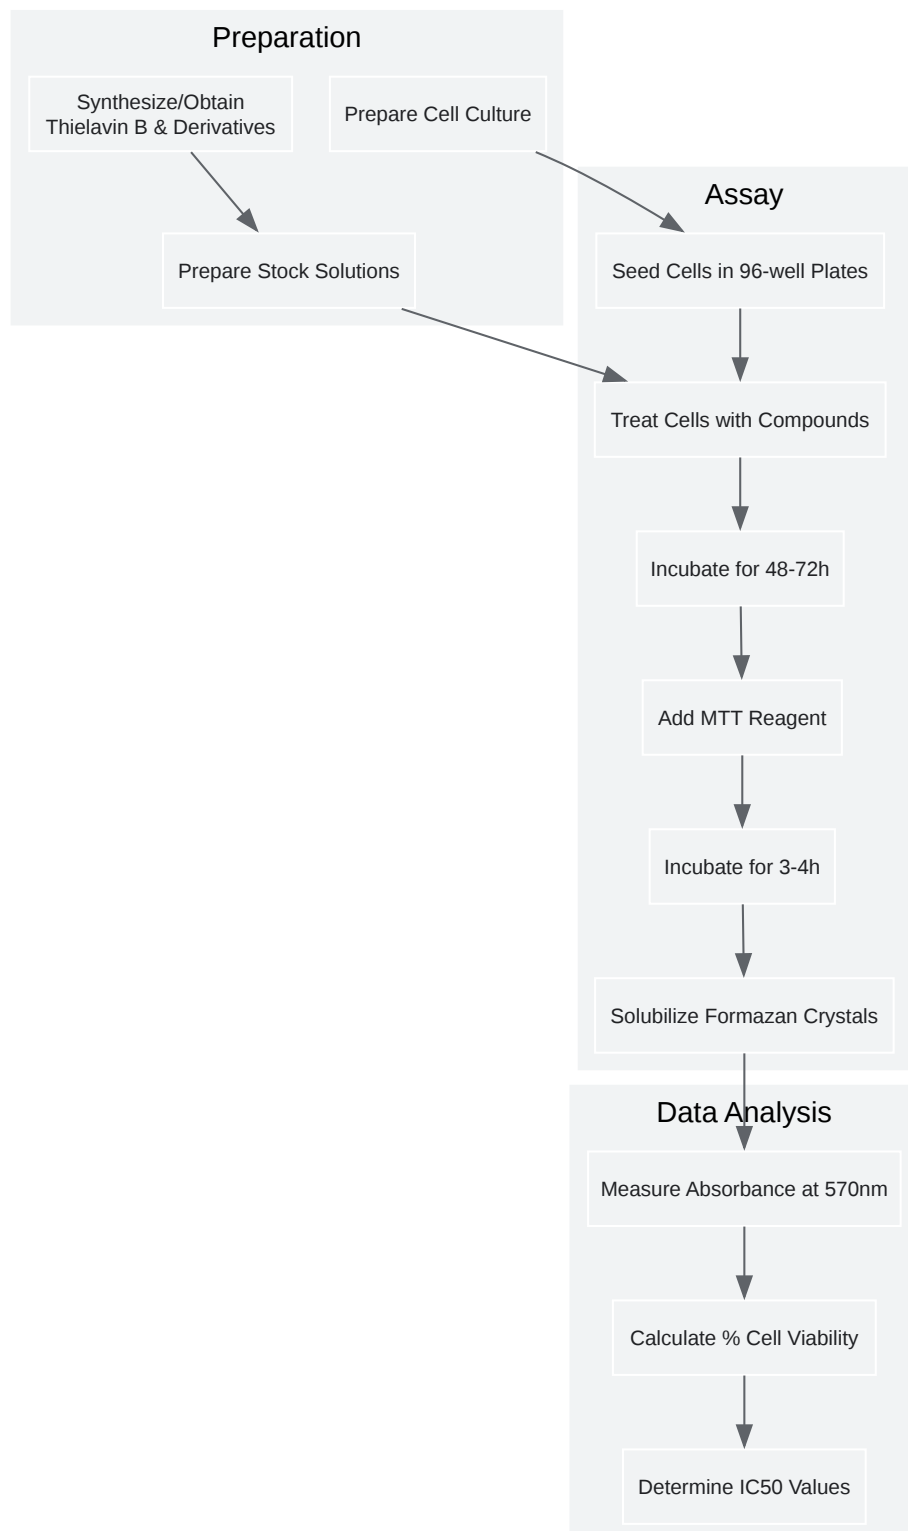 Preparation
Synthesize/Obtain
Thielavin B & Derivatives
Prepare Cell Culture
Prepare Stock Solutions
Assay
Seed Cells in 96-well Plates
Treat Cells with Compounds
Incubate for 48-72h
Add MTT Reagent
Incubate for 3-4h
Solubilize Formazan Crystals
Data Analysis
Measure Absorbance at 570nm
Calculate % Cell Viability
Determine IC50 Values